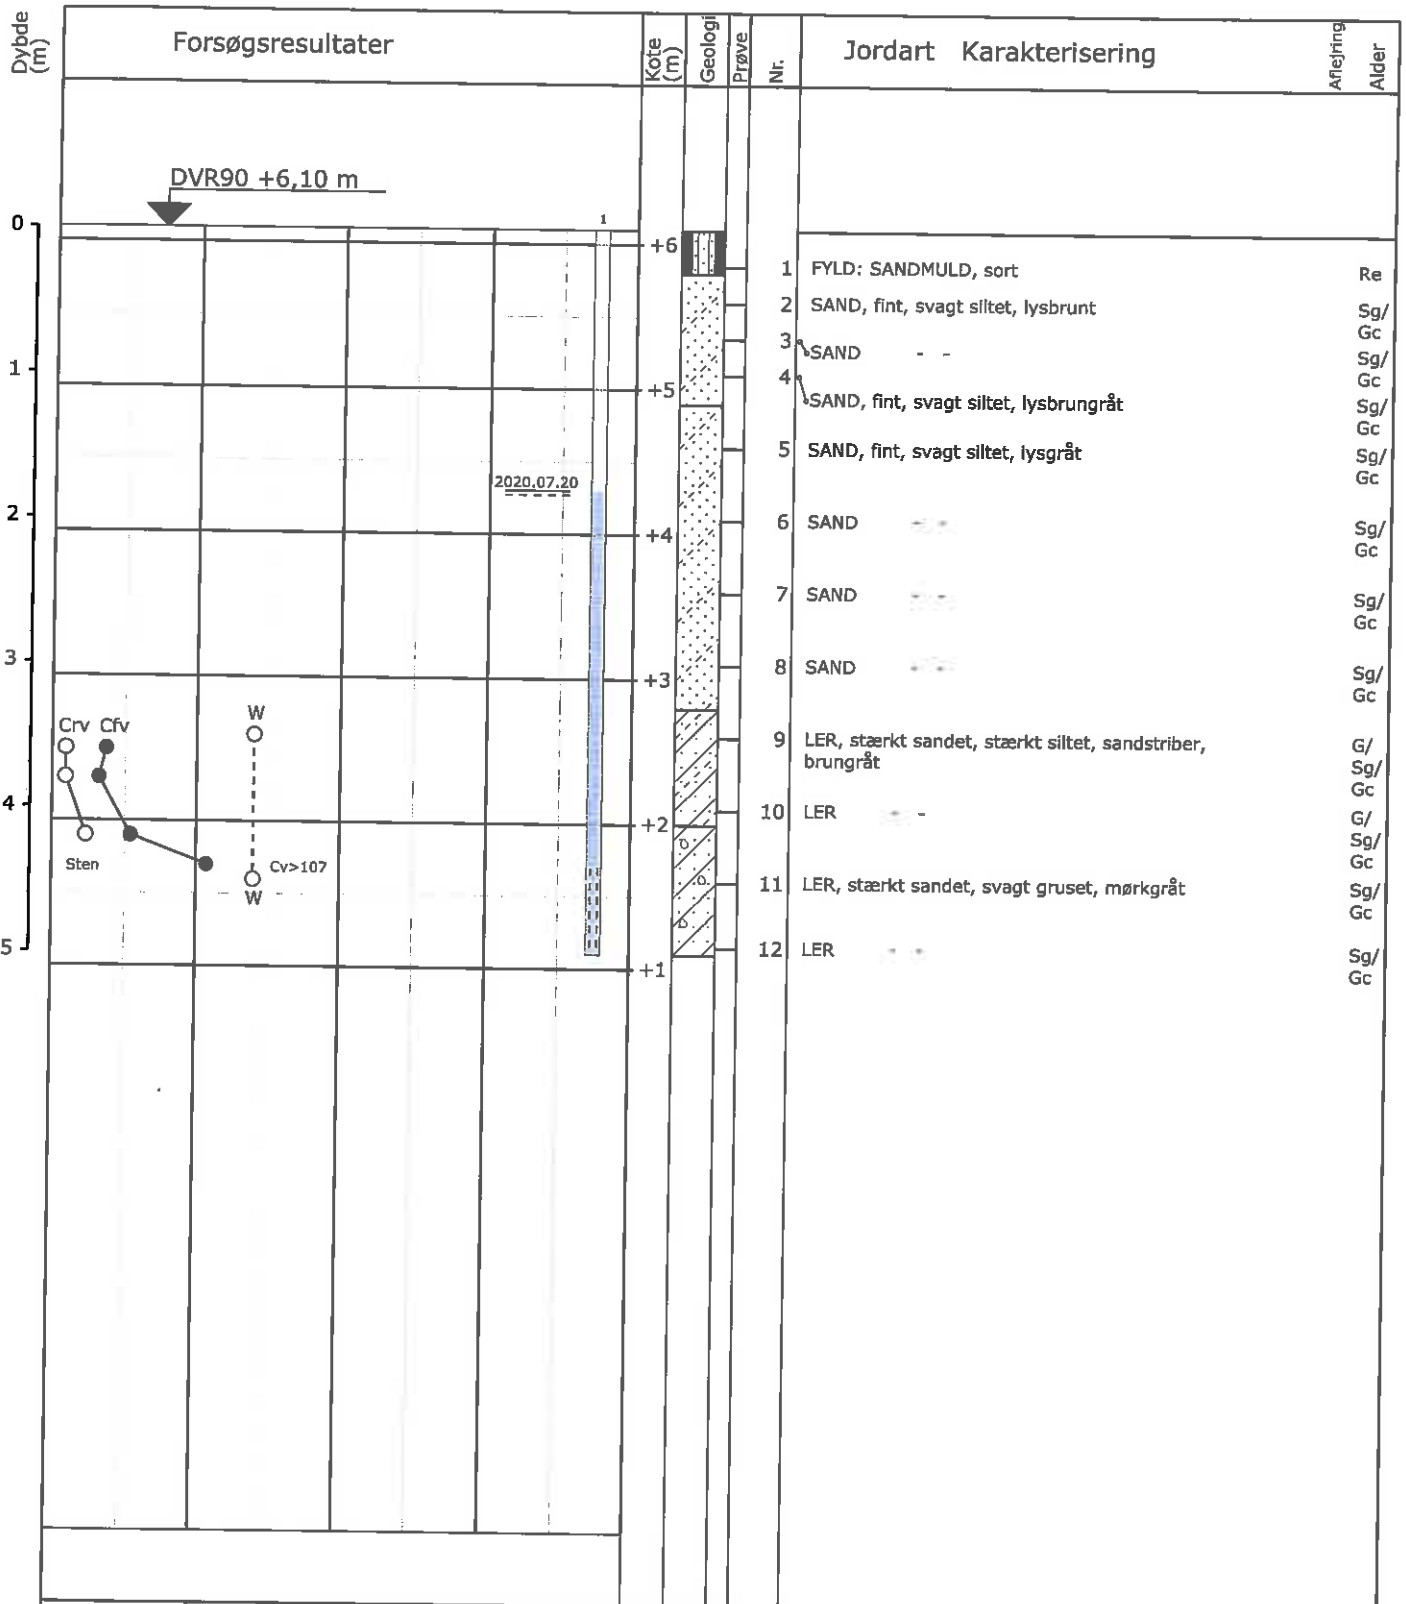 Dybde (m)
Forsøgsresultater
Kote (m)
Geologi
Prøve
Nr.
Jordart Karakterisering
Aflejring
Alder
DVR90 +6,10 m
0
1
+6
1 FYLD: SANDMULD, sort Re
2 SAND, fint, svagt siltet, lysbrunt Sg/
Gc
3 SAND - - Sg/
Gc
1
+5
4 SAND, fint, svagt siltet, lysbrungråt Sg/
Gc
5 SAND, fint, svagt siltet, lysgråt Sg/
Gc
2020.07.20
2
+4
6 SAND - - Sg/
Gc
7 SAND - - Sg/
Gc
3
+3
8 SAND - - Sg/
Gc
Crv Cfv
W
9 LER, stærkt sandet, stærkt siltet, sandstriber, G/
brungråt Sg/
Gc
4
+2
10 LER - - G/
Sg/
Gc
Sten
Cv>107
W
11 LER, stærkt sandet, svagt gruset, mørkgråt Sg/
Gc
5
+1
12 LER - - Sg/
Gc